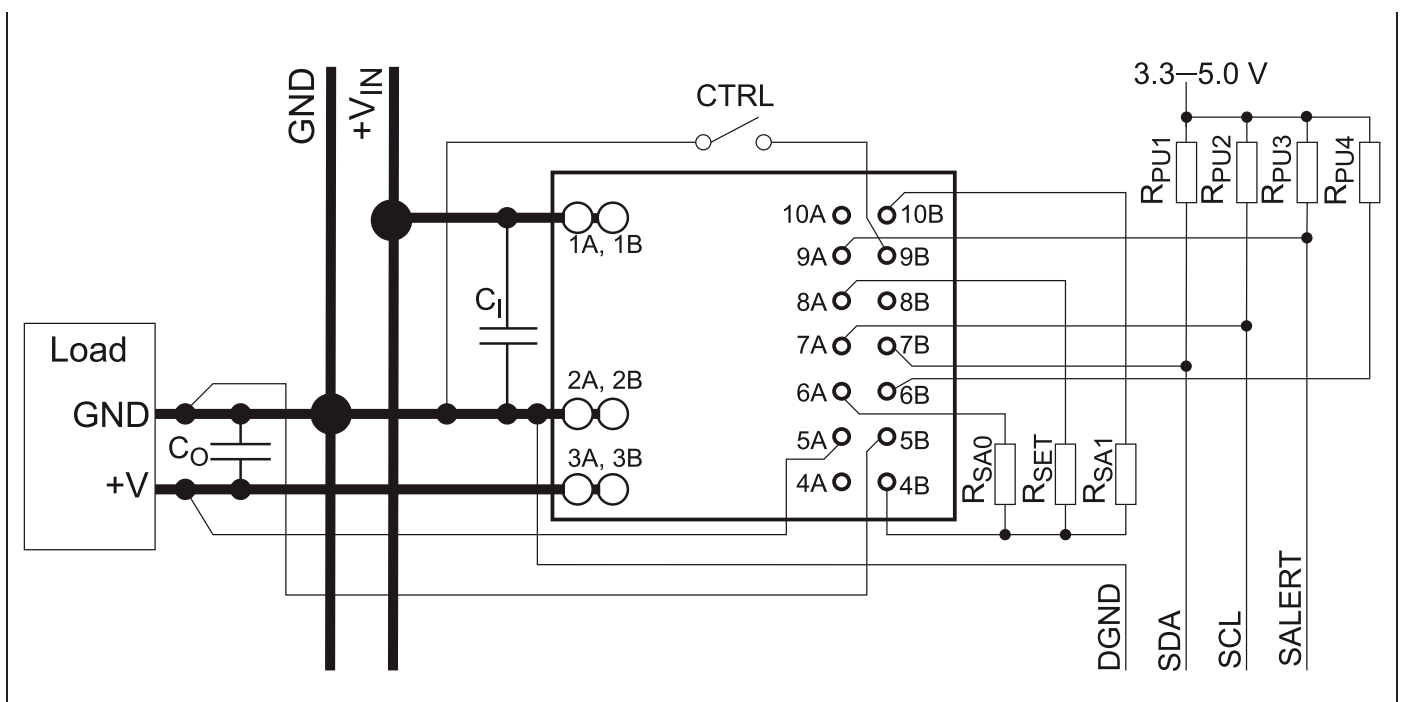 GND
+VIN
CTRL
3.3–5.0 V
RPU1
RPU2
RPU3
RPU4
10A
10B
1A, 1B
9A
9B
CI
8A
8B
Load
7A
7B
2A, 2B
6A
6B
GND
CO
5A
5B
3A, 3B
+V
4A
4B
RSA0
RSET
RSA1
DGND
SDA
SCL
SALERT